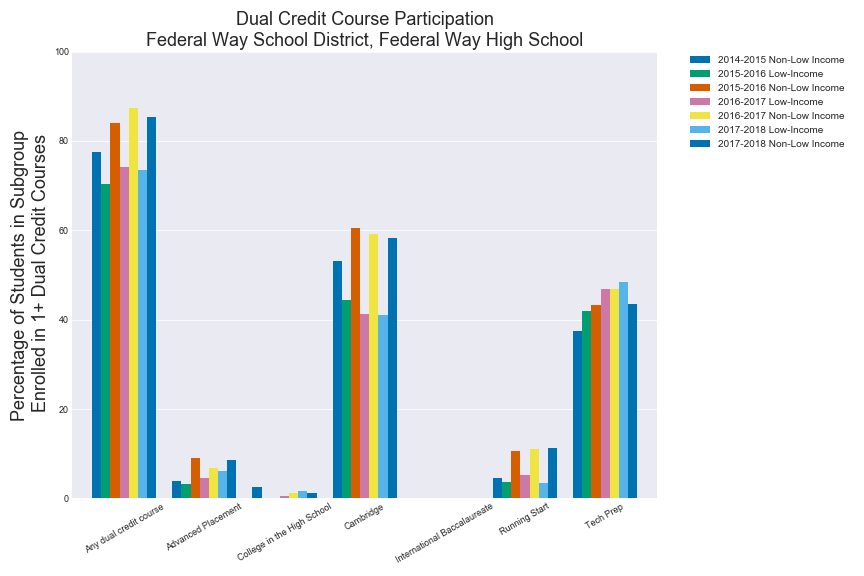 Dual Credit Course Participation
Federal Way School District, Federal Way High School
Percentage of Students in Subgroup
Enrolled in 1+ Dual Credit Courses
100
80
60
40
20
0
Any dual credit course
Advanced Placement
College in the High School
Cambridge
International Baccalaureate
Running Start
Tech Prep
2014-2015 Non-Low Income
2015-2016 Low-Income
2015-2016 Non-Low Income
2016-2017 Low-Income
2016-2017 Non-Low Income
2017-2018 Low-Income
2017-2018 Non-Low Income